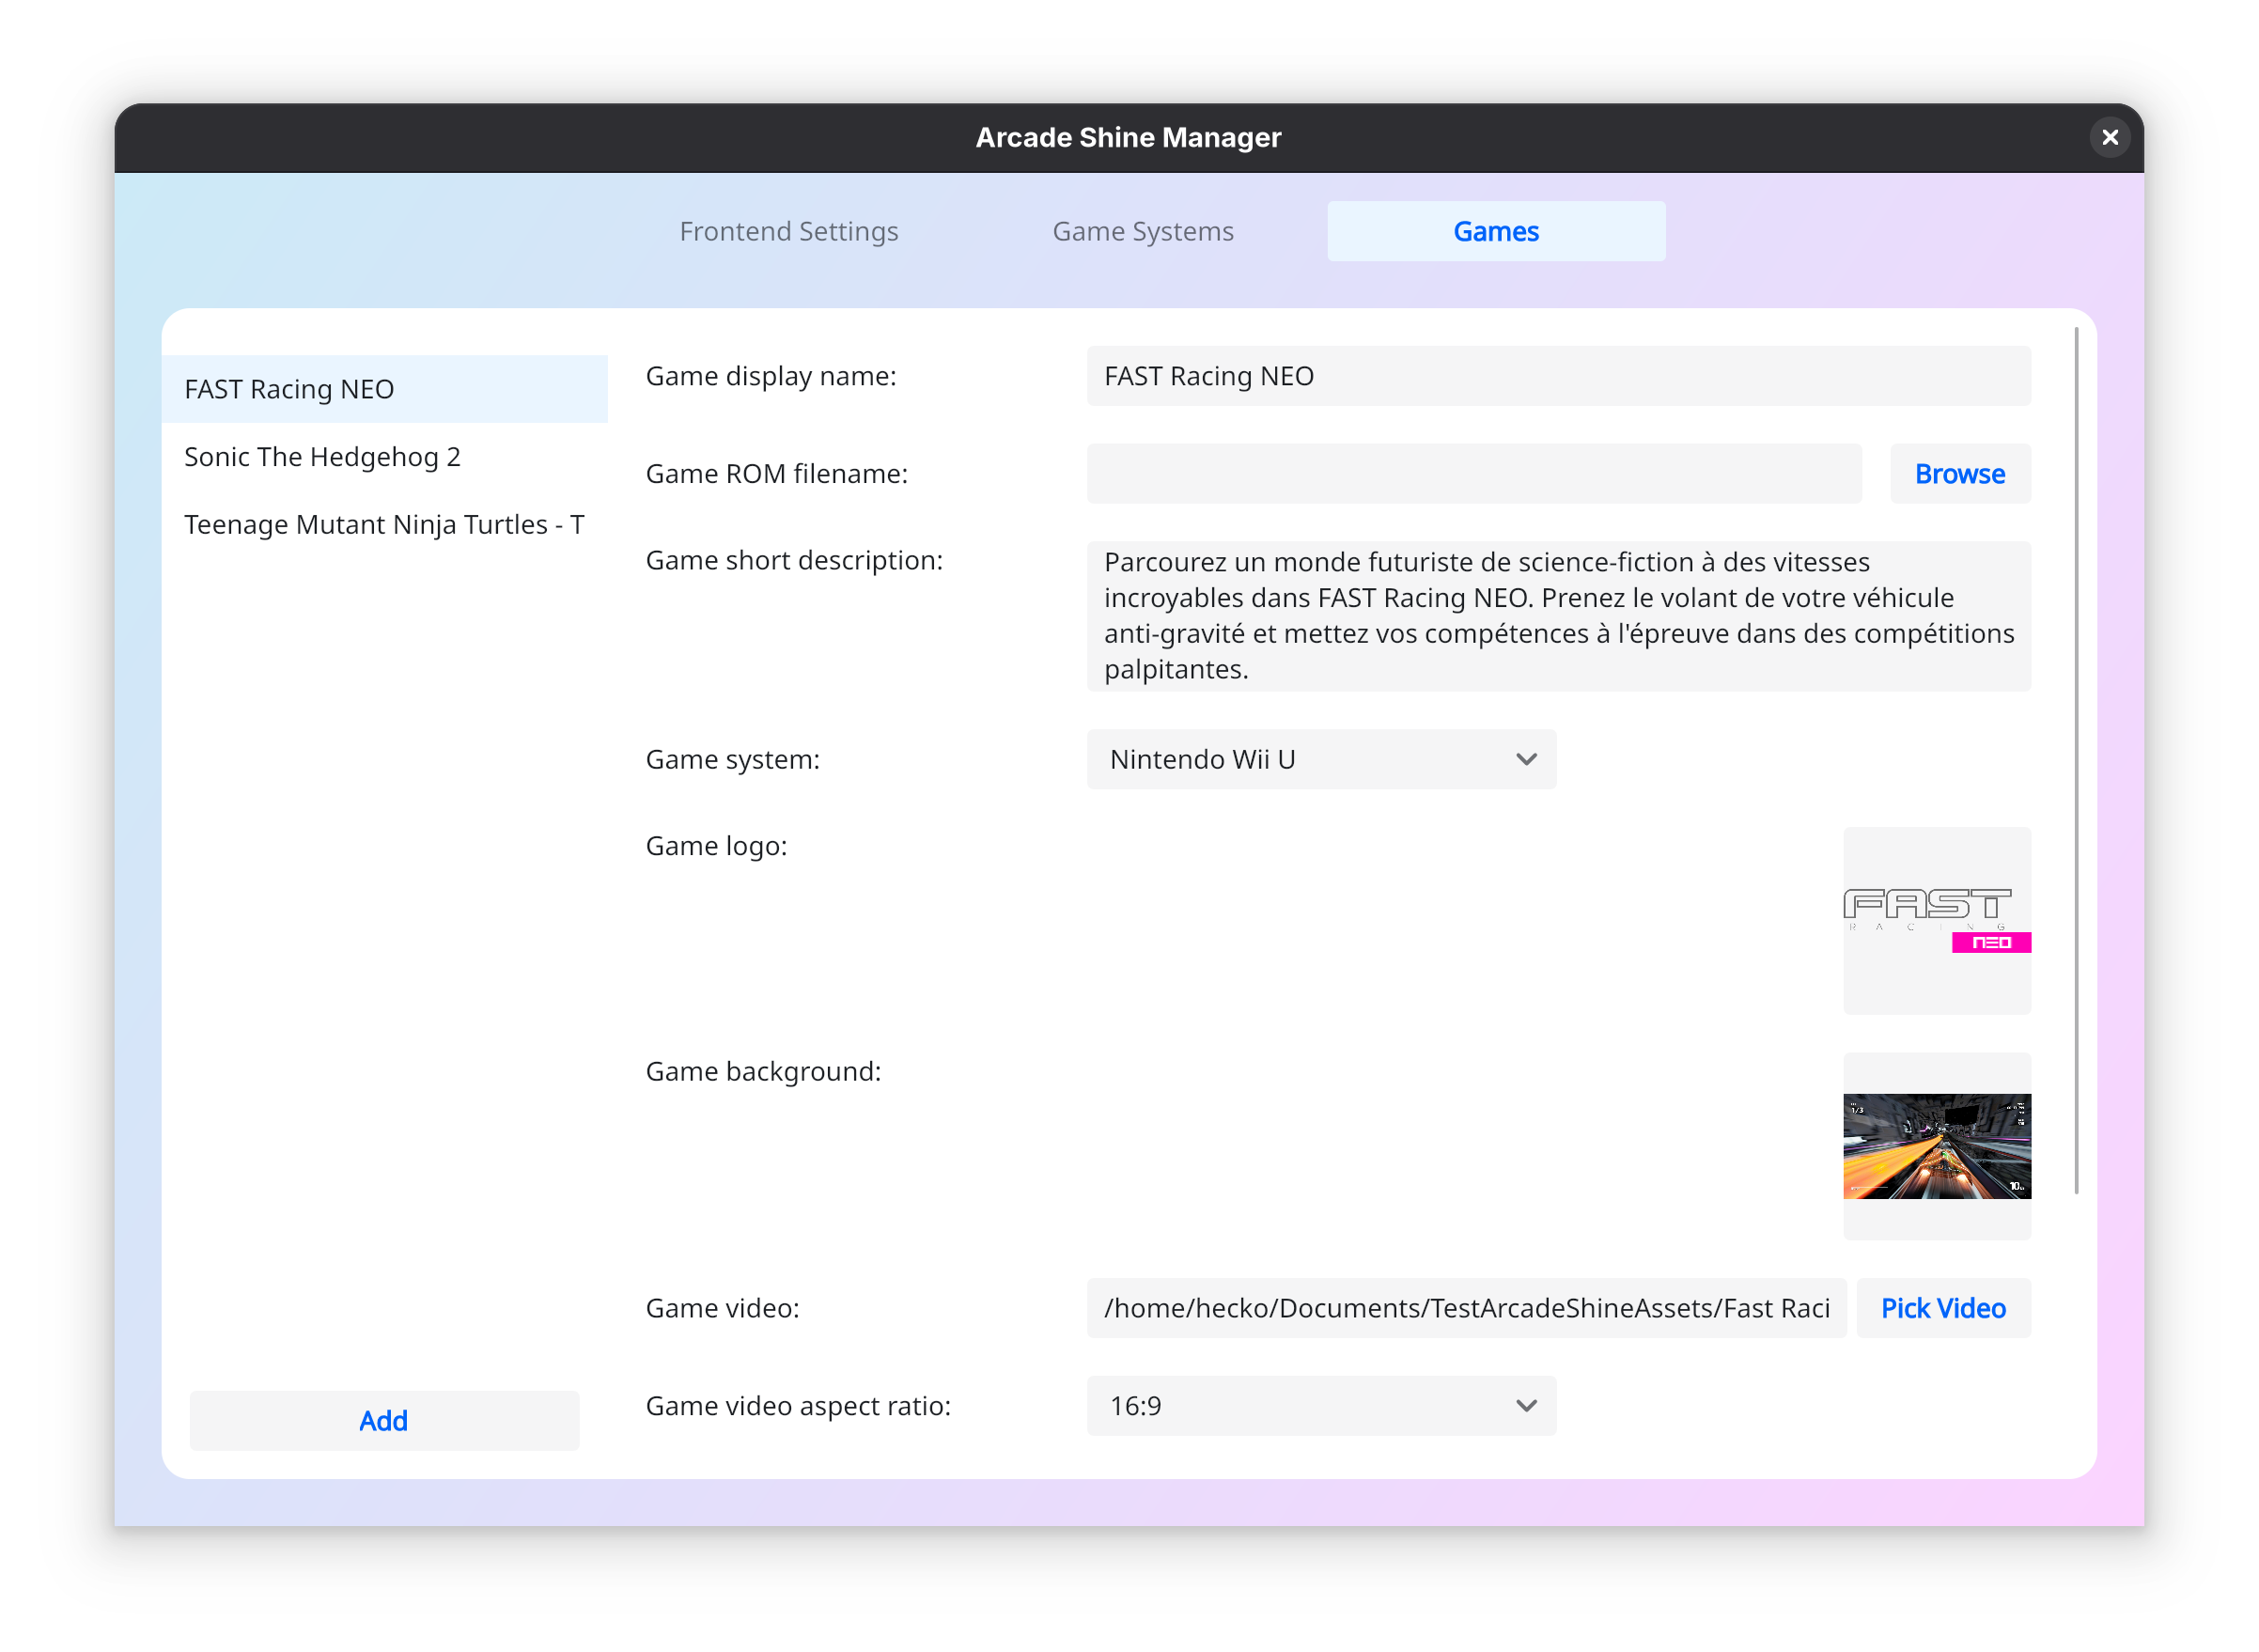 Arcade Shine Manager
Frontend Settings
Game Systems
Games
FAST Racing NEO
Sonic The Hedgehog 2
Teenage Mutant Ninja Turtles - T
Add
Game display name:
FAST Racing NEO
Game ROM filename:
Browse
Game short description:
Parcourez un monde futuriste de science-fiction à des vitesses
incroyables dans FAST Racing NEO. Prenez le volant de votre véhicule
anti-gravité et mettez vos compétences à l'épreuve dans des compétitions
palpitantes.
Game system:
Nintendo Wii U
Game logo:
FAST
RACING
NEO
Game background:
1/3
10
Game video:
/home/hecko/Documents/TestArcadeShineAssets/Fast Raci
Pick Video
Game video aspect ratio:
16:9